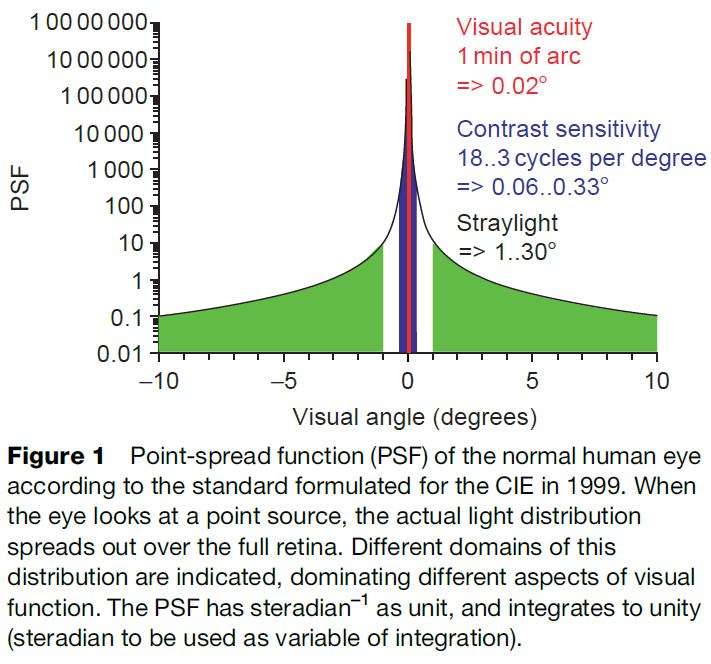 1 00 00 000
10 00 000
1 00 000
10 000
1 000
100
10
1
0.1
0.01
PSF
−10
−5
0
5
10
Visual angle (degrees)
Visual acuity
1 min of arc
=> 0.02°
Contrast sensitivity
18..3 cycles per degree
=> 0.06..0.33°
Straylight
=> 1..30°
Figure 1 Point-spread function (PSF) of the normal human eye
according to the standard formulated for the CIE in 1999. When
the eye looks at a point source, the actual light distribution
spreads out over the full retina. Different domains of this
distribution are indicated, dominating different aspects of visual
function. The PSF has steradian⁻¹ as unit, and integrates to unity
(steradian to be used as variable of integration).